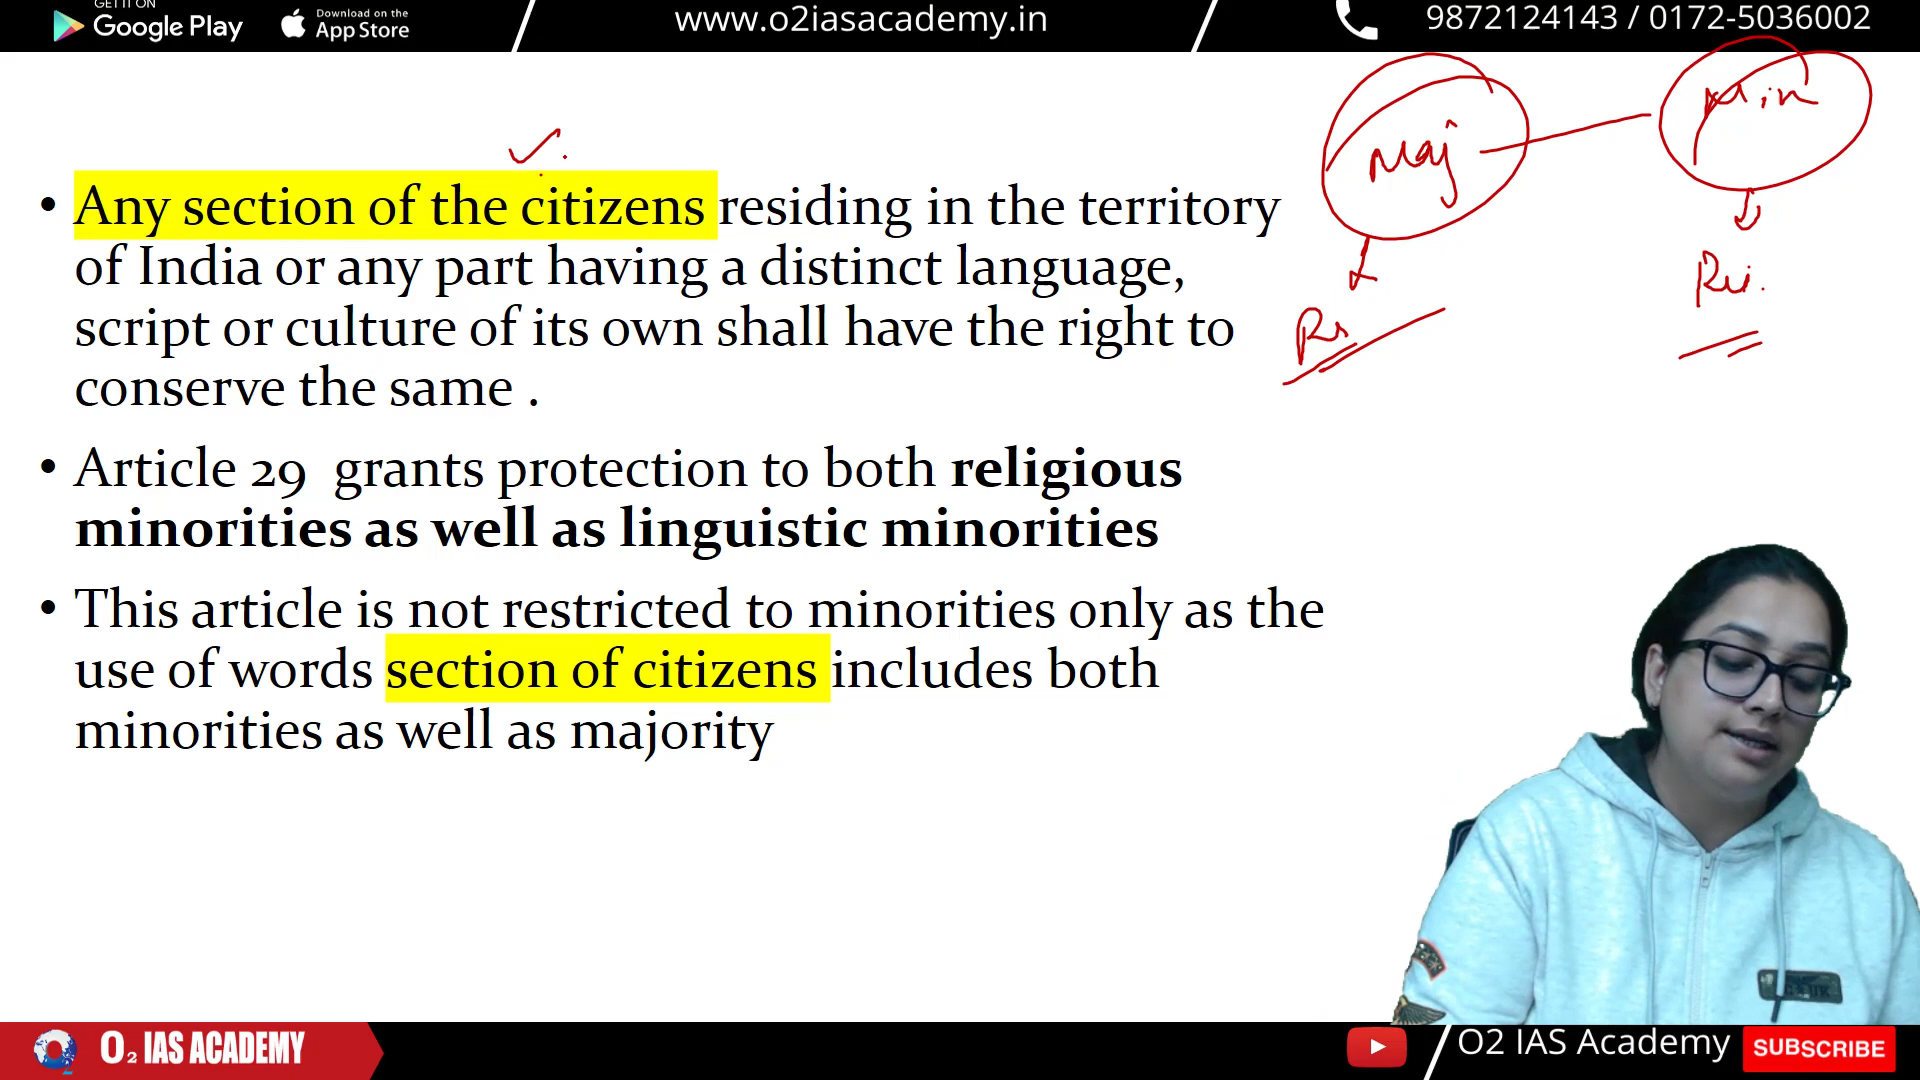 GET IT ON
Google Play
Download on the
App Store
www.o2iasacademy.in
9872124143 / 0172-5036002
Maj
Min
• Any section of the citizens residing in the territory
of India or any part having a distinct language,
script or culture of its own shall have the right to
conserve the same .
• Article 29 grants protection to both religious
minorities as well as linguistic minorities
• This article is not restricted to minorities only as the
use of words section of citizens includes both
minorities as well as majority
O2 IAS ACADEMY
O2 IAS Academy
SUBSCRIBE